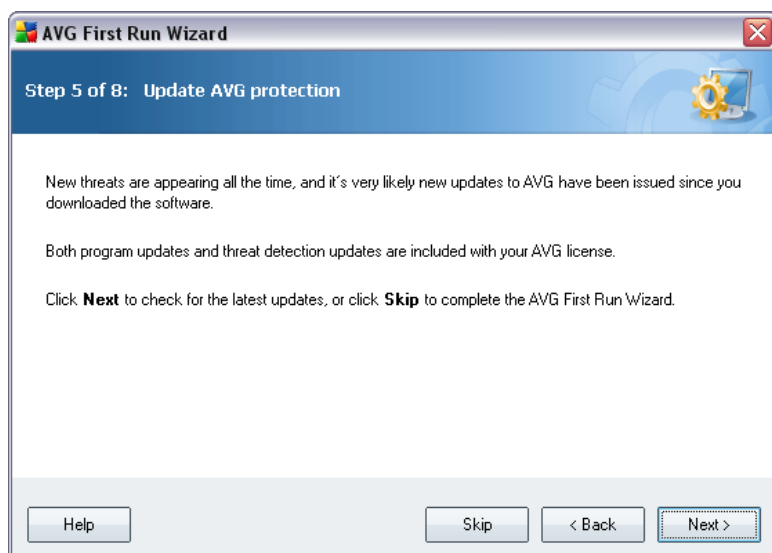 AVG First Run Wizard
Step 5 of 8: Update AVG protection
New threats are appearing all the time, and it´s very likely new updates to AVG have been issued since you
downloaded the software.
Both program updates and threat detection updates are included with your AVG license.
Click Next to check for the latest updates, or click Skip to complete the AVG First Run Wizard.
Help
Skip
< Back
Next >